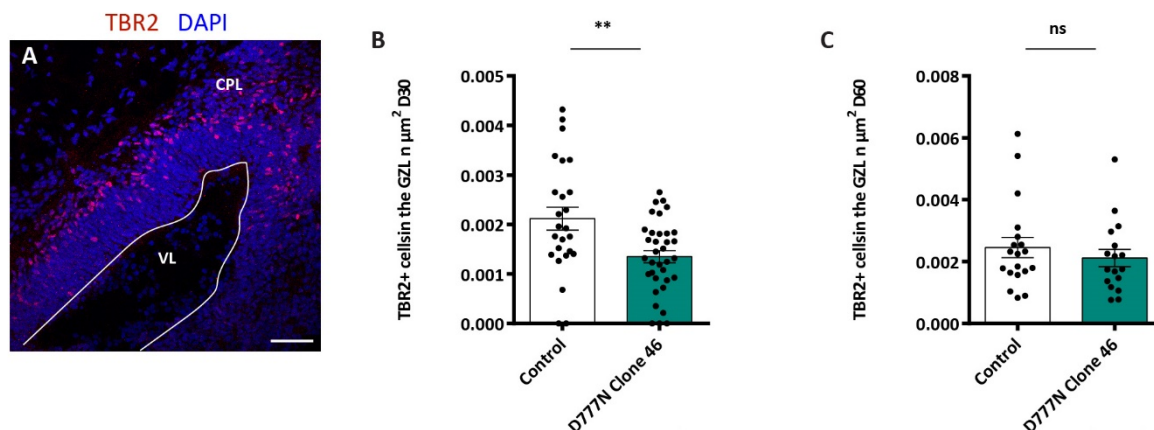 TBR2 DAPI
A
CPL
VL
B
**
TBR2+ cellsin the GZL n µm² D30
0.005
0.004
0.003
0.002
0.001
0.000
Control
D777N Clone 46
C
ns
TBR2+ cellsin the GZL n µm² D60
0.008
0.006
0.004
0.002
0.000
Control
D777N Clone 46